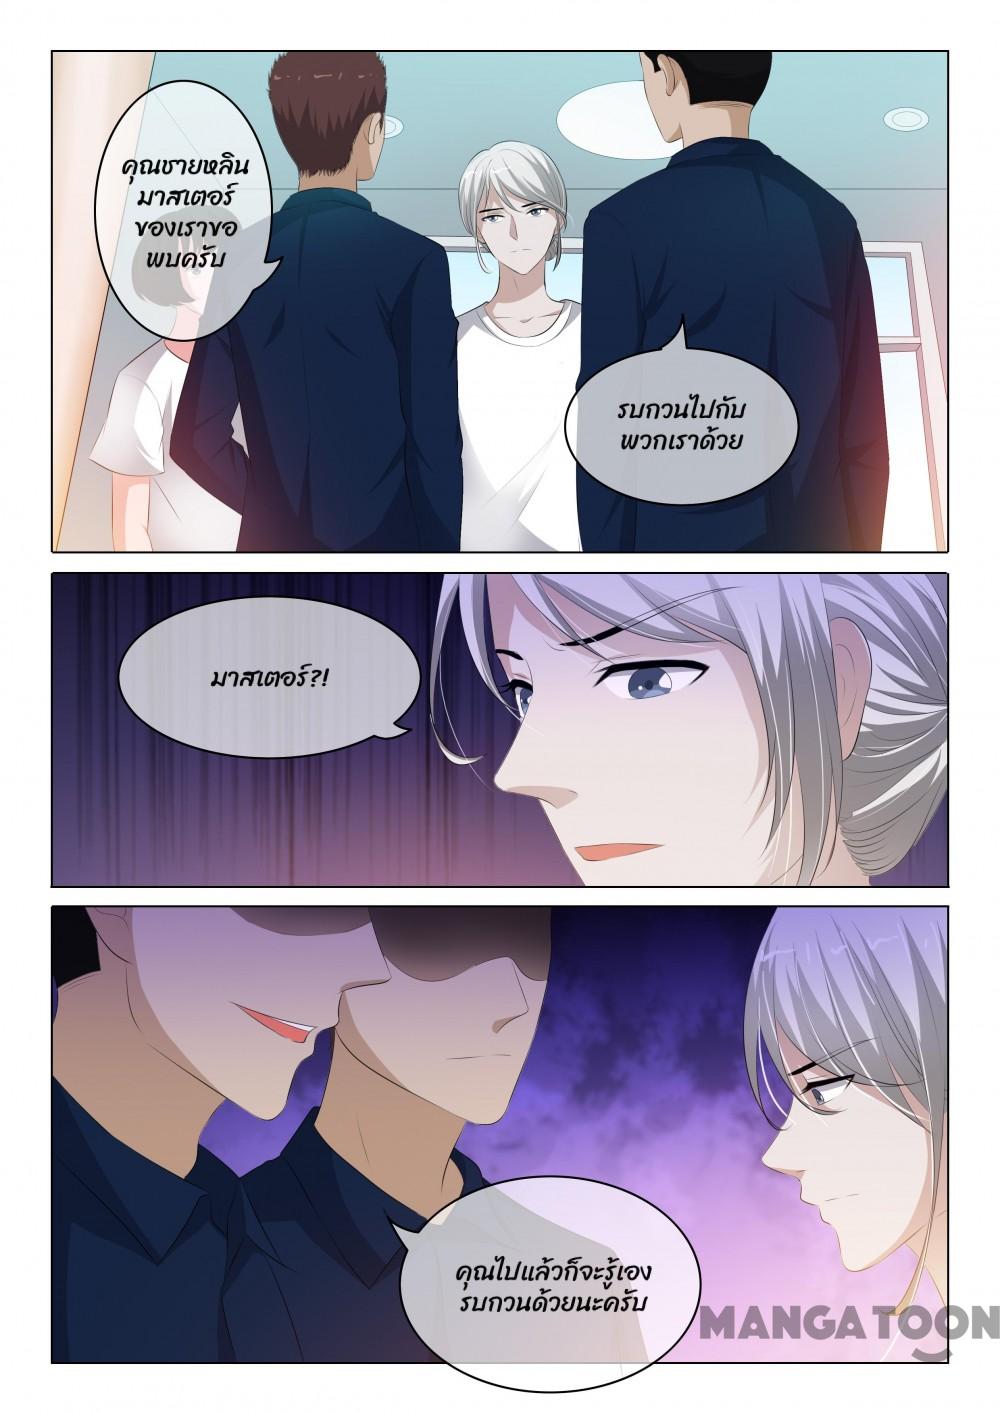 คุณชายหลิน
มาสเตอร์
ของเราขอ
พบครับ
รบกวนไปกับ
พวกเราด้วย
มาสเตอร์?!
คุณไปแล้วก็จะรู้เอง
รบกวนด้วยนะครับ
MANGATOON